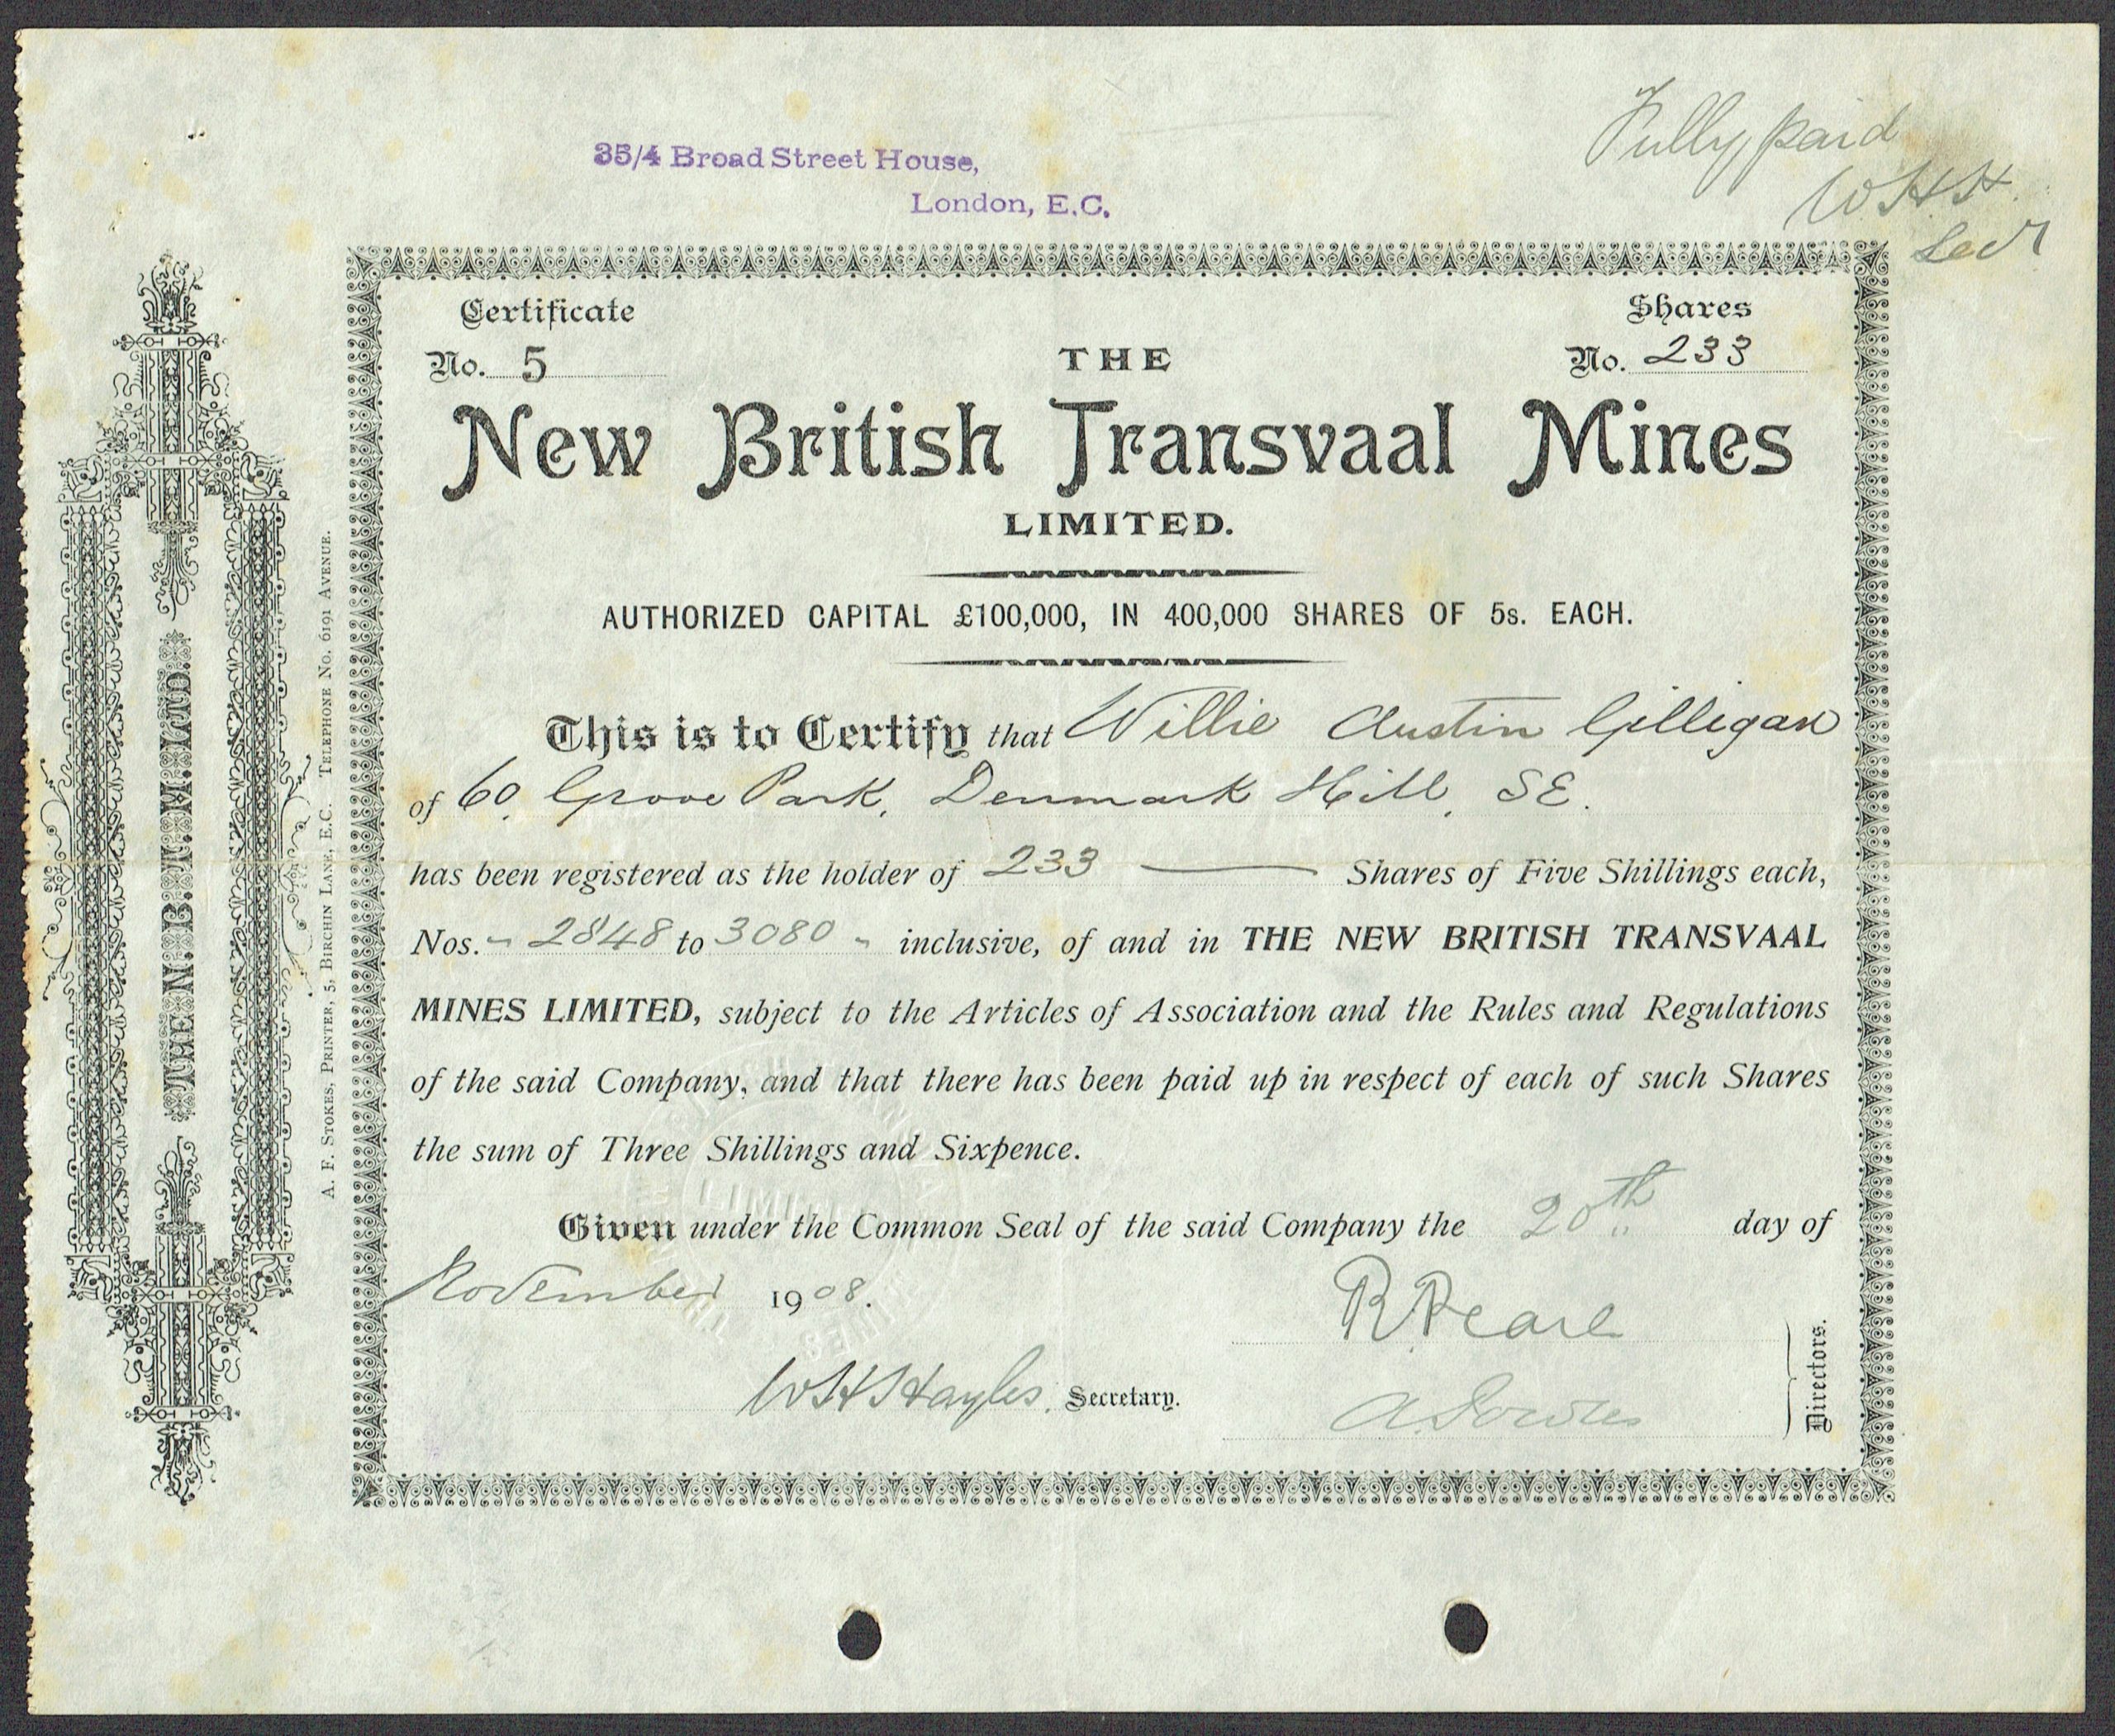 35/4 Broad Street House,
London, E.C.
Fully paid
WHH.
Secy
Certificate
No. 5
Shares
No. 233
THE
New British Transvaal Mines
LIMITED.
AUTHORIZED CAPITAL £100,000, IN 400,000 SHARES OF 5s. EACH.
This is to Certify that Willie Austin Gilligan
of 60, Grove Park, Denmark Hill, SE.
has been registered as the holder of 233 Shares of Five Shillings each,
Nos. 2848 to 3080 inclusive, of and in THE NEW BRITISH TRANSVAAL
MINES LIMITED, subject to the Articles of Association and the Rules and Regulations
of the said Company, and that there has been paid up in respect of each of such Shares
the sum of Three Shillings and Sixpence.
Given under the Common Seal of the said Company the 20th day of
November 1908.
R Pearl
WH Hayles. Secretary.
A.
Directors.
THE N.B.T.M. LTD.
A. F. STOKES, PRINTER, 5, BIRCHIN LANE, E.C. TELEPHONE NO. 6191 AVENUE.